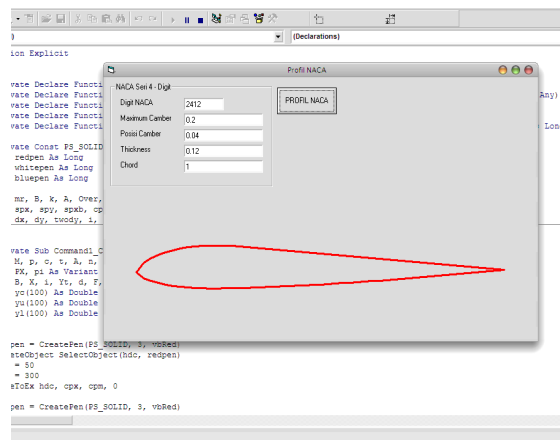 (Declarations)
ion Explicit
Profil NACA
vate Declare Functi
Any)
vate Declare Functi
vate Declare Functi
vate Declare Functi
Lon
NACA Seri 4 - Digit
Digit NACA 2412
PROFIL NACA
Maximum Camber 0.2
Posisi Camber 0.04
Thickness 0.12
Chord 1
vate Const PS_SOLID
redpen As Long
whitepen As Long
bluepen As Long
mr, B, k, A, Over,
spx, spy, spxb, cp
dx, dy, twody, i,
vate Sub Command1_C
M, p, c, t, A, n,
PX, pi As Variant
B, X, i, Yt, d, F,
yc(100) As Double
yu(100) As Double
yl(100) As Double
pen = CreatePen(PS_SOLID, 3, vbRed)
eteObject SelectObject(hdc, redpen)
= 50
= 300
eToEx hdc, cpx, cpm, 0
pen = CreatePen(PS_SOLID, 3, vbRed)